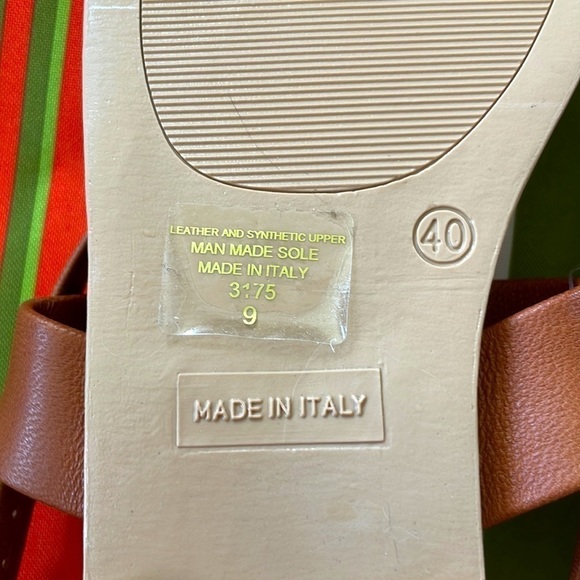 LEATHER AND SYNTHETIC UPPER
MAN MADE SOLE
MADE IN ITALY
3175
9
40
MADE IN ITALY